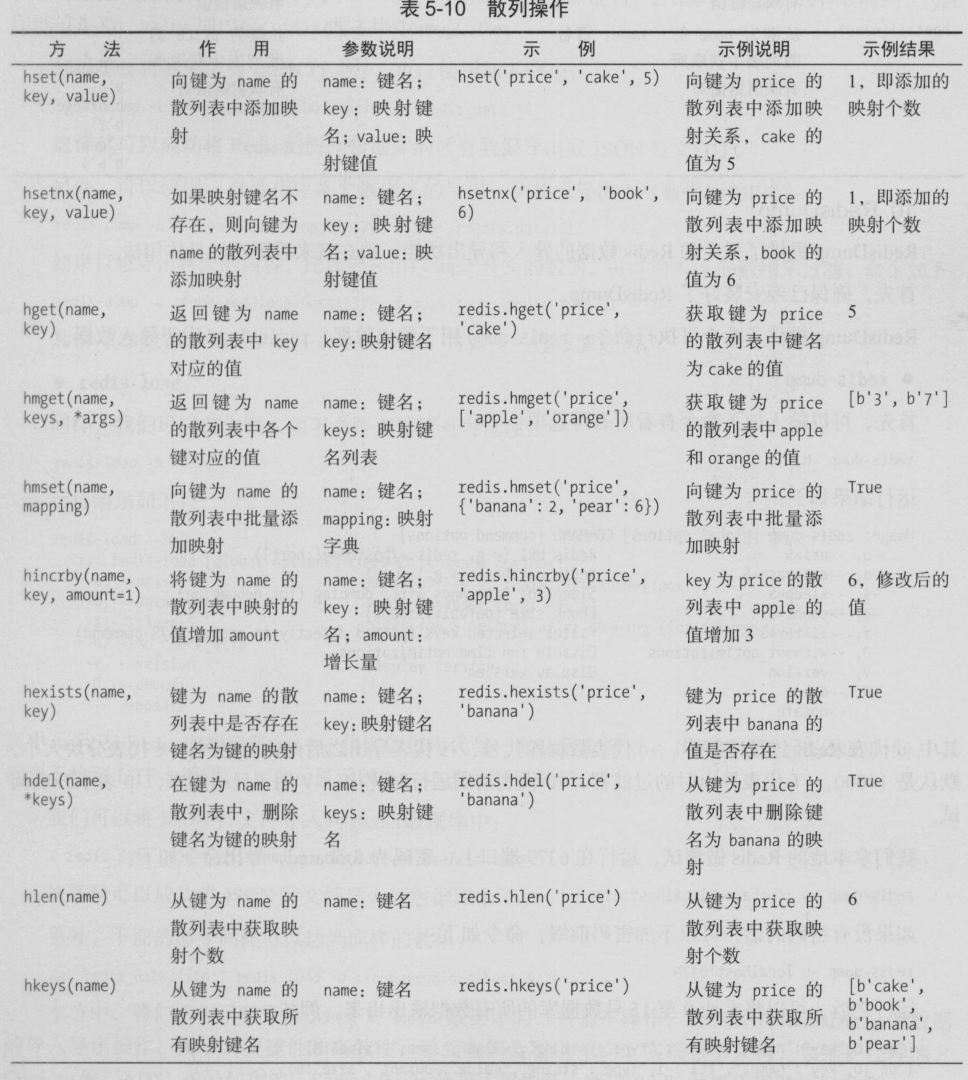 表 5-10 散列操作
方 法 作 用 参数说明 示 例 示例说明 示例结果
hset(name, 向键为 name 的 name：键名； hset('price', 'cake', 5) 向键为 price 的 1，即添加的
key, value) 散列表中添加映 key：映射键 散列表中添加映 映射个数
射 名；value：映 射关系，cake 的
射键值 值为 5
hsetnx(name, 如果映射键名不 name：键名； hsetnx('price', 'book', 向键为 price 的 1，即添加的
key, value) 存在，则向键为 key：映射键 6) 散列表中添加映 映射个数
name 的散列表中 名；value：映 射关系，book 的
添加映射 射键值 值为 6
hget(name, 返回键为 name name：键名； redis.hget('price', 获取键为 price 5
key) 的散列表中 key key：映射键名 'cake') 的散列表中键名
对应的值 为 cake 的值
hmget(name, 返回键为 name name：键名； redis.hmget('price', 获取键为 price [b'3', b'7']
keys, *args) 的散列表中各个 keys：映射键 ['apple', 'orange']) 的散列表中 apple
键对应的值 名列表 和 orange 的值
hmset(name, 向键为 name 的 name：键名； redis.hmset('price', 向键为 price 的 True
mapping) 散列表中批量添 mapping：映射 {'banana': 2, 'pear': 6}) 散列表中批量添
加映射 字典 加映射
hincrby(name, 将键为 name 的 name：键名； redis.hincrby('price', key 为 price 的散 6，修改后的
key, amount=1) 散列表中映射的 key：映射键 'apple', 3) 列表中 apple 的 值
值增加 amount 名；amount： 值增加 3
增长量
hexists(name, 键为 name 的散 name：键名； redis.hexists('price', 键为 price 的散 True
key) 列表中是否存在 key：映射键名 'banana') 列表中 banana 的
键名为键的映射 值是否存在
hdel(name, 在键为 name 的 name：键名； redis.hdel('price', 从键为 price 的 True
*keys) 散列表中，删除 keys：映射键 'banana') 散列表中删除键
键名为键的映射 名 名为 banana 的映
射
hlen(name) 从键为 name 的 name：键名 redis.hlen('price') 从键为 price 的 6
散列表中获取映 散列表中获取映
射个数 射个数
hkeys(name) 从键为 name 的 name：键名 redis.hkeys('price') 从键为 price 的 [b'cake',
散列表中获取所 散列表中获取所 b'book',
有映射键名 有映射键名 b'banana',
b'pear']